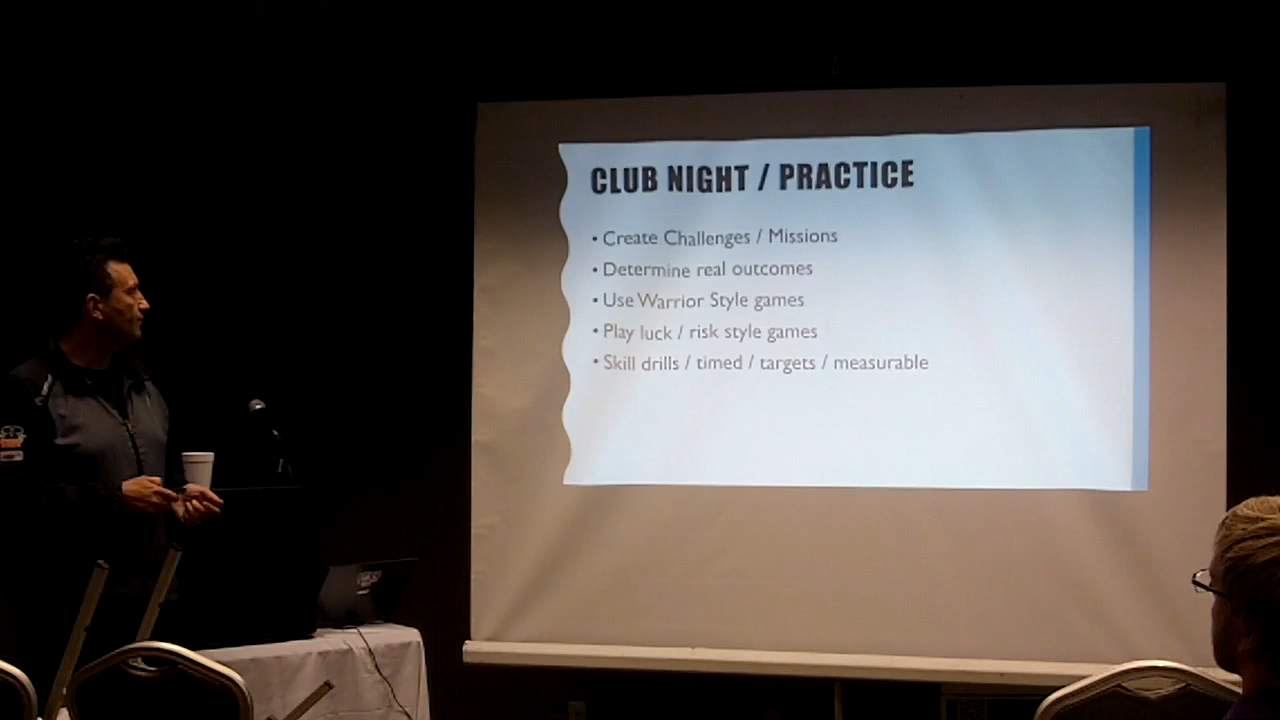 CLUB NIGHT / PRACTICE
• Create Challenges / Missions
• Determine real outcomes
• Use Warrior Style games
• Play luck / risk style games
• Skill drills / timed / targets / measurable